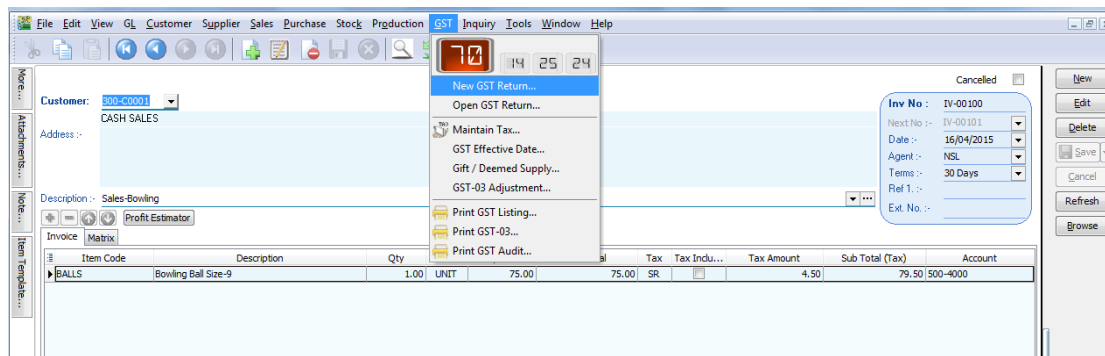 File Edit View GL Customer Supplier Sales Purchase Stock Production GST Inquiry Tools Window Help
70 14 25 24
New GST Return...
Open GST Return...
Maintain Tax...
GST Effective Date...
Gift / Deemed Supply...
GST-03 Adjustment...
Print GST Listing...
Print GST-03...
Print GST Audit...
More...
Attachments...
Note...
Item Template...
Customer: 300-C0001
CASH SALES
Address :-
Description :- Sales-Bowling
Profit Estimator
Cancelled
Inv No : IV-00100
Next No :- IV-00101
Date :- 16/04/2015
Agent :- NSL
Terms :- 30 Days
Ref 1. :-
Ext. No. :-
New
Edit
Delete
Save
Cancel
Refresh
Browse
Invoice Matrix
Item Code Description Qty Tax Tax Indu... Tax Amount Sub Total (Tax) Account
BALLS Bowling Ball Size-9 1.00 UNIT 75.00 75.00 SR 4.50 79.50 500-4000